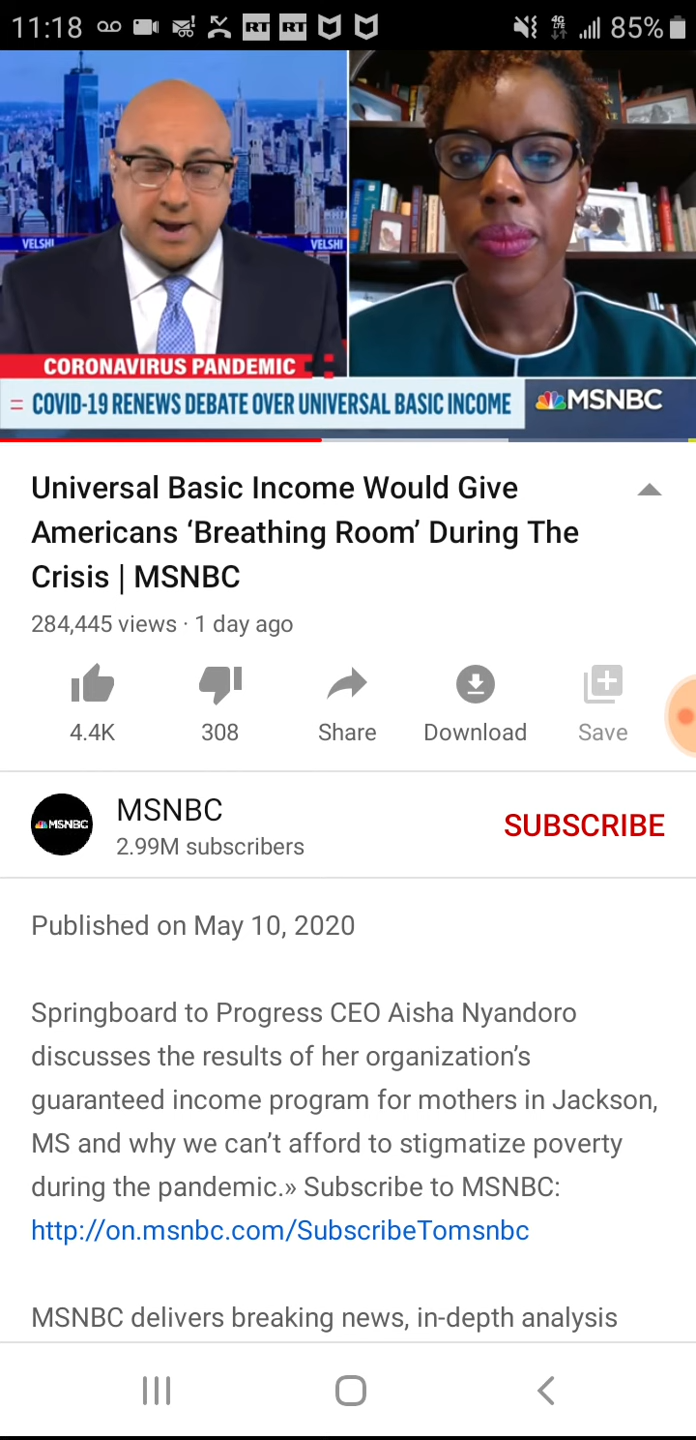 11:18 RT RT 4G LTE 85%
VELSHI VELSHI
CORONAVIRUS PANDEMIC
COVID-19 RENEWS DEBATE OVER UNIVERSAL BASIC INCOME MSNBC
Universal Basic Income Would Give
Americans ‘Breathing Room’ During The
Crisis | MSNBC
284,445 views · 1 day ago
4.4K 308 Share Download Save
MSNBC MSNBC SUBSCRIBE
2.99M subscribers
Published on May 10, 2020
Springboard to Progress CEO Aisha Nyandoro
discusses the results of her organization’s
guaranteed income program for mothers in Jackson,
MS and why we can’t afford to stigmatize poverty
during the pandemic.» Subscribe to MSNBC:
http://on.msnbc.com/SubscribeTomsnbc
MSNBC delivers breaking news, in-depth analysis